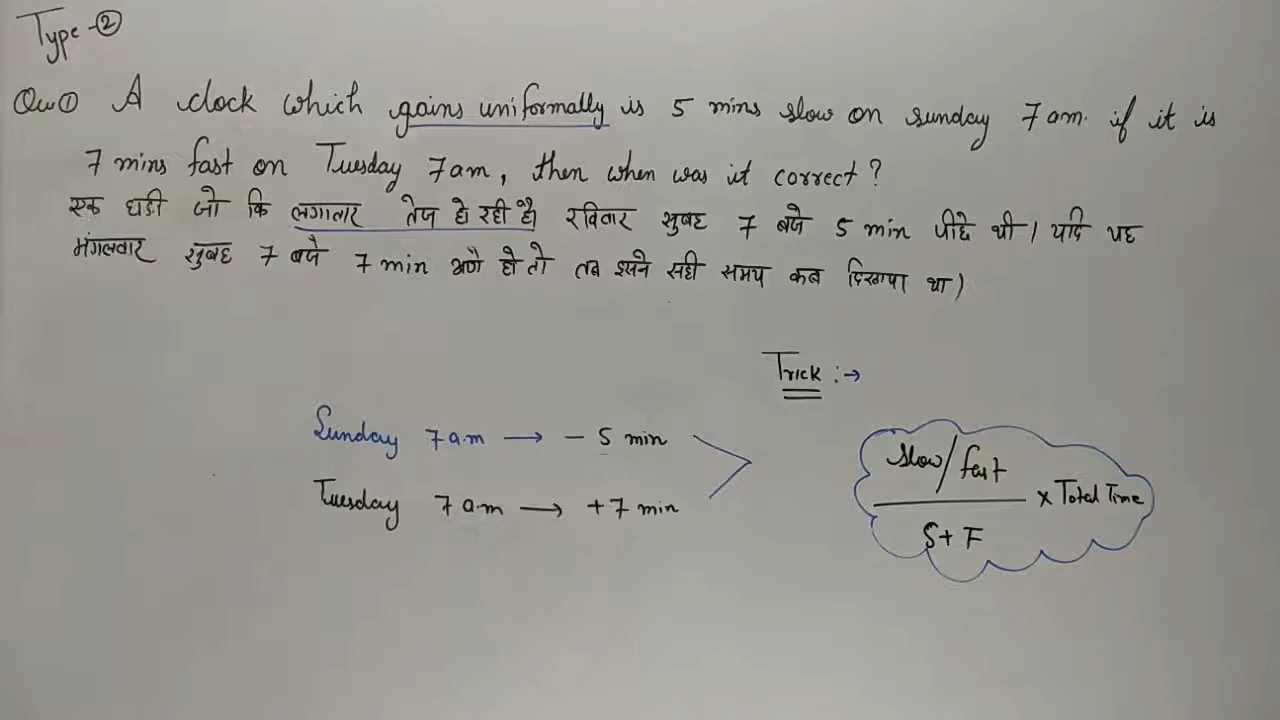 Type-②
Que① A clock which gains uniformally is 5 mins slow on sunday 7 am. if it is
7 mins fast on Tuesday 7am, then when was it correct?
एक घडी जो कि लगातार तेज हो रही है। रविवार सुबह 7 बजे 5 min पीछे थी। यदि यह
मंगलवार सुबह 7 बजे 7 min आगे हो तो तब इसने सही समय कब दिखाया था।
Trick :→
Sunday 7 a.m → - 5 min
Tuesday 7 a.m → +7 min
slow/fast
S+F
× Total Time